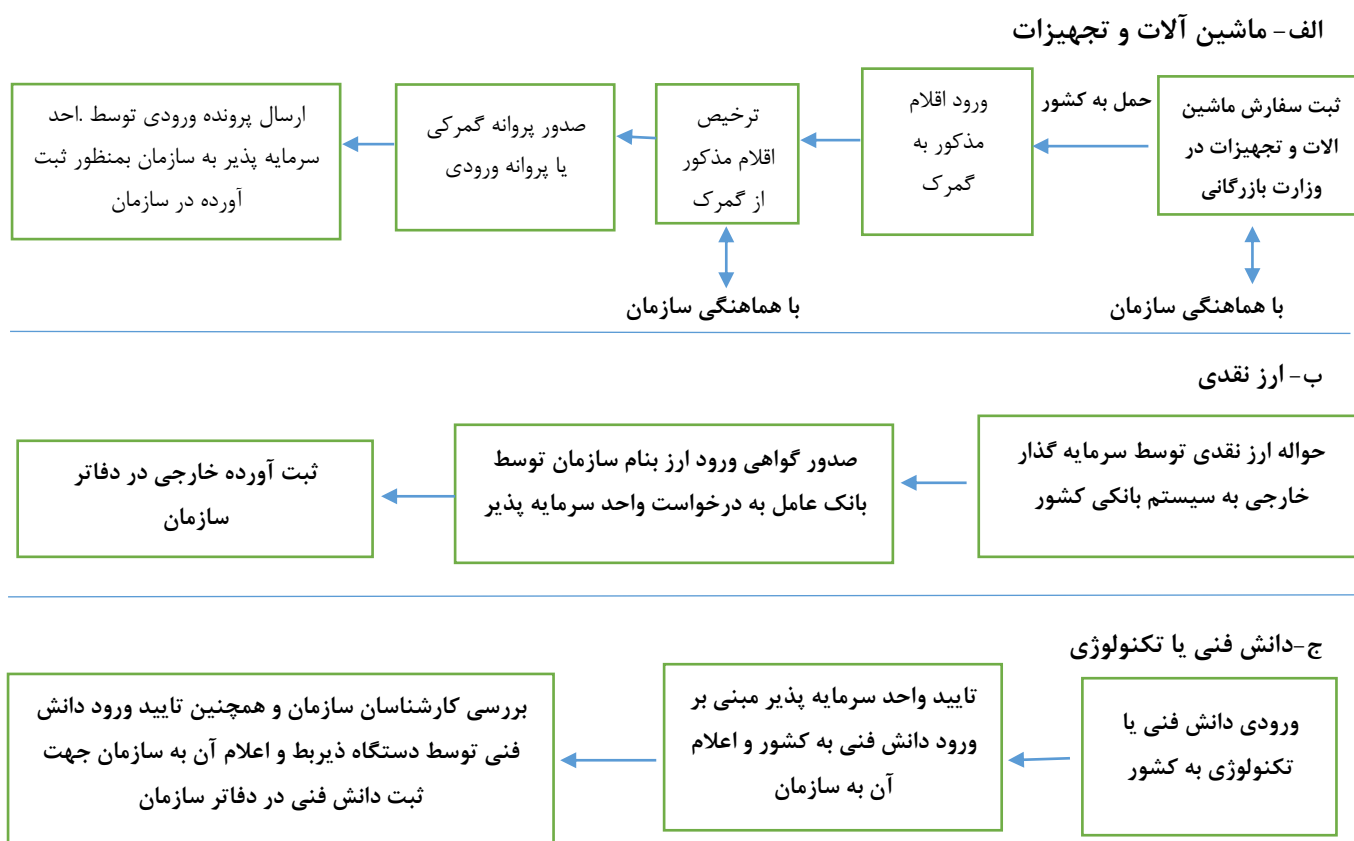 الف- ماشین آلات و تجهیزات
ثبت سفارش ماشین
الات و تجهیزات در
وزارت بازرگانی
حمل به کشور
ورود اقلام
مذکور به
گمرک
ترخیص
اقلام مذکور
از گمرک
صدور پروانه گمرکی
یا پروانه ورودی
ارسال پرونده ورودی توسط .احد
سرمایه پذیر به سازمان بمنظور ثبت
آورده در سازمان
با هماهنگی سازمان
با هماهنگی سازمان
ب- ارز نقدی
حواله ارز نقدی توسط سرمایه گذار
خارجی به سیستم بانکی کشور
صدور گواهی ورود ارز بنام سازمان توسط
بانک عامل به درخواست واحد سرمایه پذیر
ثبت آورده خارجی در دفاتر
سازمان
ج-دانش فنی یا تکنولوژی
ورودی دانش فنی یا
تکنولوژی به کشور
تایید واحد سرمایه پذیر مبنی بر
ورود دانش فنی به کشور و اعلام
آن به سازمان
بررسی کارشناسان سازمان و همچنین تایید ورود دانش
فنی توسط دستگاه ذیربط و اعلام آن به سازمان جهت
ثبت دانش فنی در دفاتر سازمان